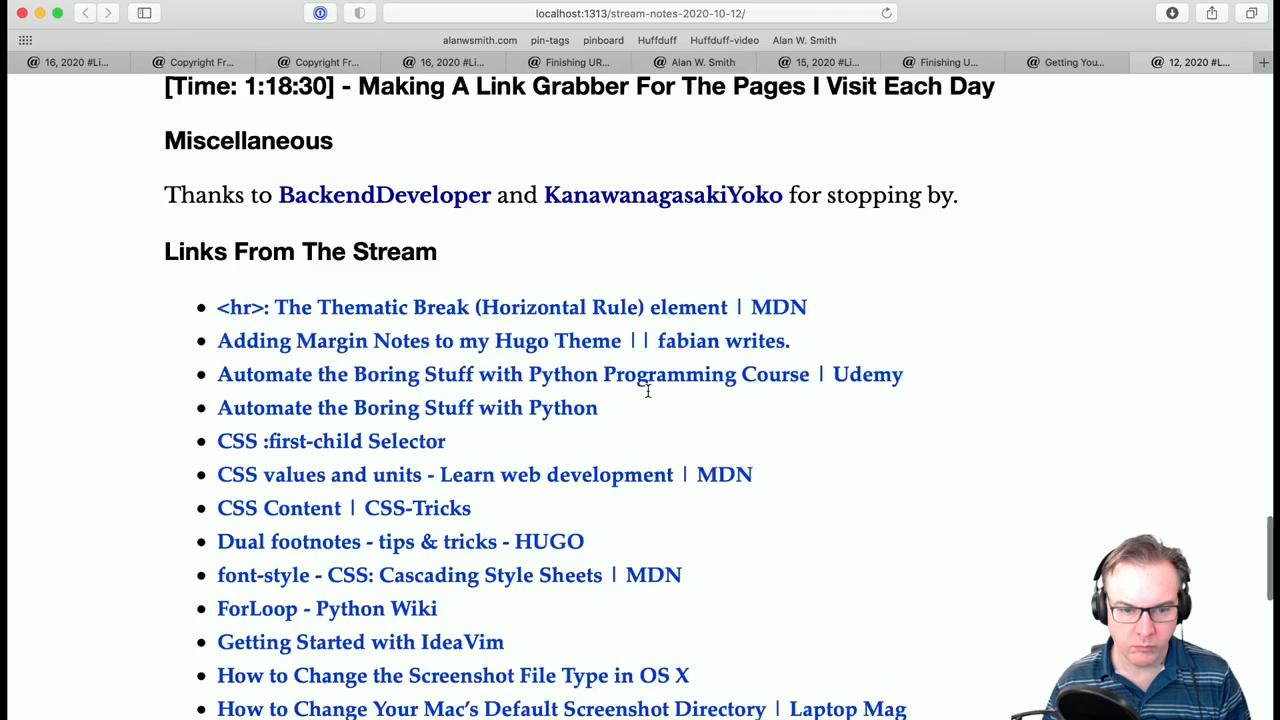 localhost:1313/stream-notes-2020-10-12/
alanwsmith.com pin-tags pinboard Huffduff Huffduff-video Alan W. Smith
@ 16, 2020 #Li... @ Copyright Fr... @ Copyright Fr... @ 16, 2020 #Li... @ Finishing UR... @ Alan W. Smith @ 15, 2020 #Li... @ Finishing U... @ Getting You... @ 12, 2020 #L...
[Time: 1:18:30] - Making A Link Grabber For The Pages I Visit Each Day
Miscellaneous
Thanks to BackendDeveloper and KanawanagasakiYoko for stopping by.
Links From The Stream
• <hr>: The Thematic Break (Horizontal Rule) element | MDN
• Adding Margin Notes to my Hugo Theme || fabian writes.
• Automate the Boring Stuff with Python Programming Course | Udemy
• Automate the Boring Stuff with Python
• CSS :first-child Selector
• CSS values and units - Learn web development | MDN
• CSS Content | CSS-Tricks
• Dual footnotes - tips & tricks - HUGO
• font-style - CSS: Cascading Style Sheets | MDN
• ForLoop - Python Wiki
• Getting Started with IdeaVim
• How to Change the Screenshot File Type in OS X
• How to Change Your Mac’s Default Screenshot Directory | Laptop Mag